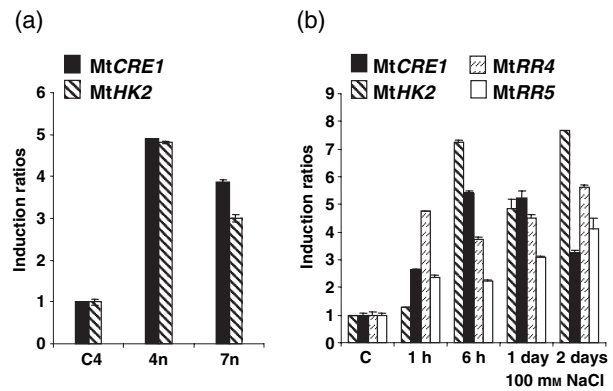 (a)
MtCRE1
MtHK2
Induction ratios
6
5
4
3
2
1
0
C4 4n 7n
(b)
MtCRE1 MtRR4
MtHK2 MtRR5
Induction ratios
9
8
7
6
5
4
3
2
1
0
C 1 h 6 h 1 day 2 days
100 mM NaCl